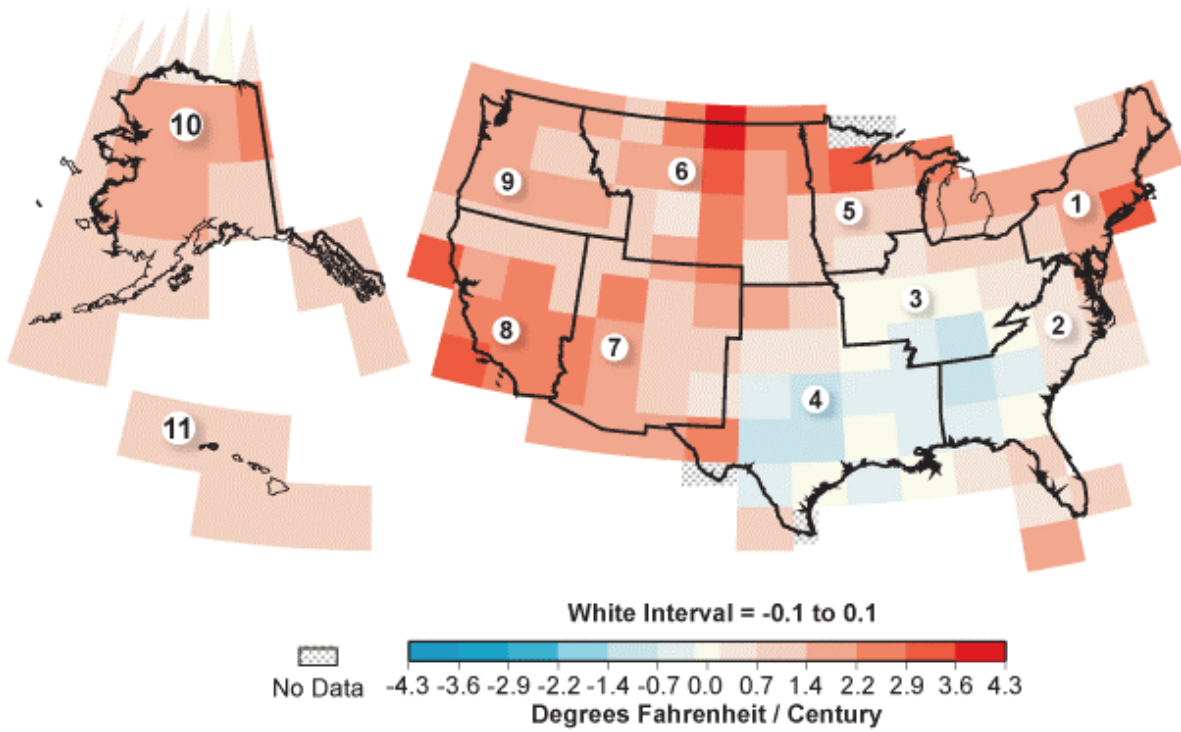 10
9
6
5
1
3
2
8
7
4
11
White Interval = -0.1 to 0.1
No Data
-4.3 -3.6 -2.9 -2.2 -1.4 -0.7 0.0 0.7 1.4 2.2 2.9 3.6 4.3
Degrees Fahrenheit / Century